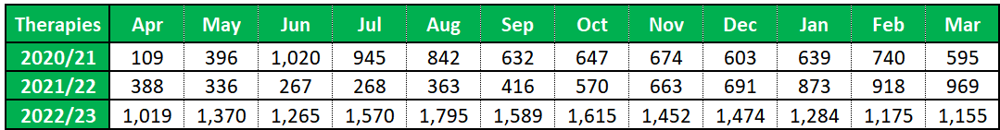 Therapies Apr May Jun Jul Aug Sep Oct Nov Dec Jan Feb Mar
2020/21 109 396 1,020 945 842 632 647 674 603 639 740 595
2021/22 388 336 267 268 363 416 570 663 691 873 918 969
2022/23 1,019 1,370 1,265 1,570 1,795 1,589 1,615 1,452 1,474 1,284 1,175 1,155